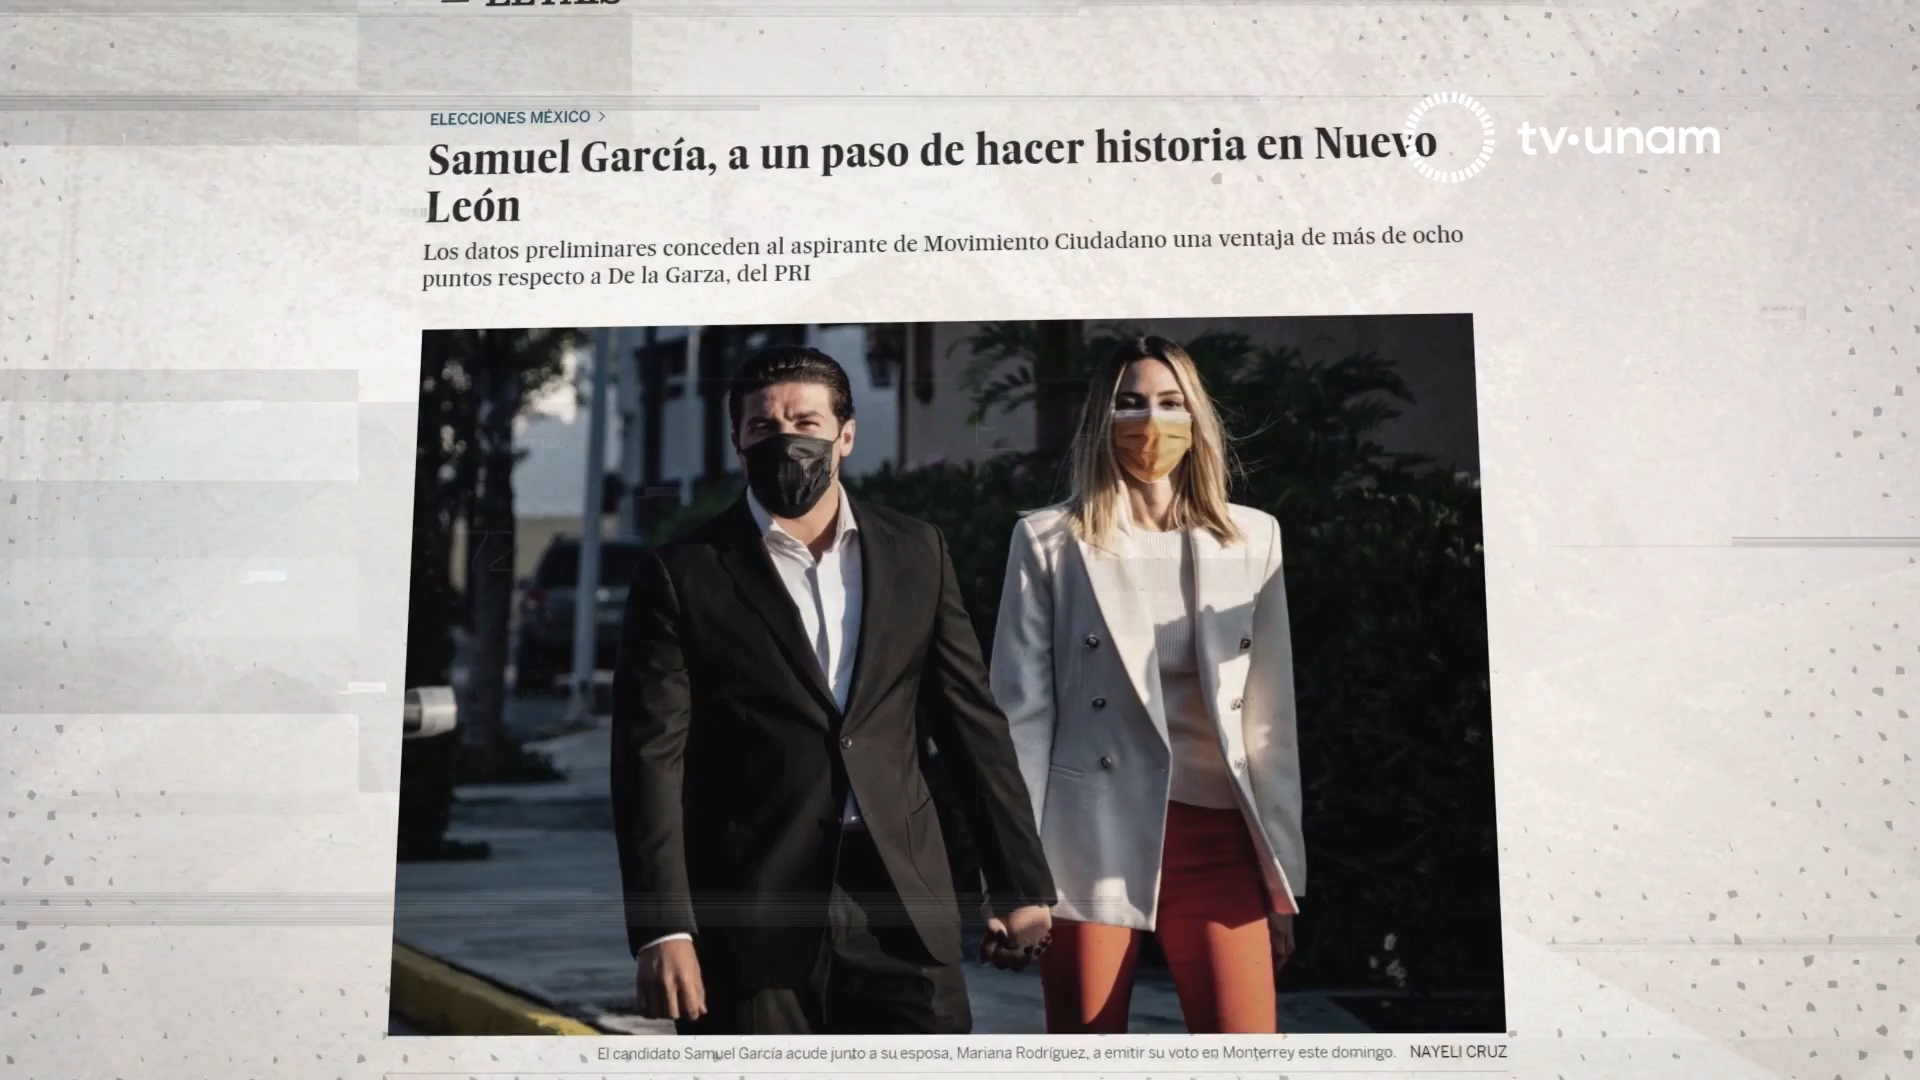 EL PAÍS
ELECCIONES MÉXICO >
Samuel García, a un paso de hacer historia en Nuevo
León
tv·unam
Los datos preliminares conceden al aspirante de Movimiento Ciudadano una ventaja de más de ocho
puntos respecto a De la Garza, del PRI
El candidato Samuel García acude junto a su esposa, Mariana Rodríguez, a emitir su voto en Monterrey este domingo. NAYELI CRUZ